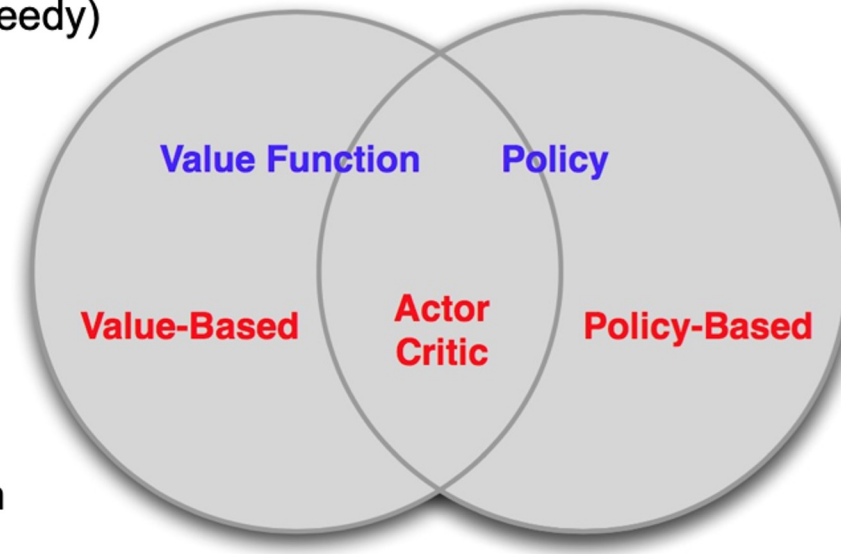 eedy)
Value Function Policy
Value-Based Actor Critic Policy-Based
n